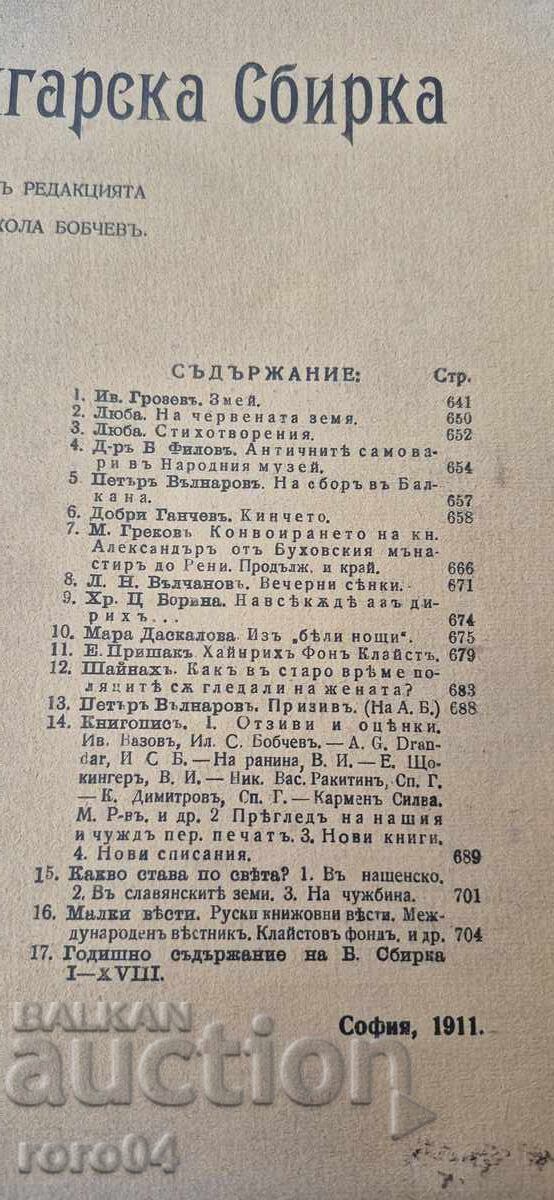 гарска Сбирка
Ъ РЕДАКЦИЯТА
КОЛА БОБЧЕВЪ.
СЪДЪРЖАНИЕ: Стр.
1. Ив. Грозевъ. Змей. 641
2. Люба. На червената земя. 650
3. Люба. Стихотворения. 652
4. Д-ръ Б Филовъ. Античнитѣ самова-
ри въ Народния музей. 654
5 Петъръ Вълнаровъ. На сборъ въ Бал-
кана. 657
6. Добри Ганчевъ. Кинчето. 658
7. М. Грековъ Конвоирането на кн.
Александъръ отъ Буховския мъна-
стиръ до Рени. Продълж. и край. 666
8. Л. Н. Вълчановъ. Вечерни сѣнки. 671
9. Хр. Ц Борина. Навсѣкѫде азъ ди-
рихъ... 674
10. Мара Даскалова. Изъ „бѣли нощи". 675
11. Е. Пришакъ. Хайнрихъ Фонъ Клайстъ. 679
12. Шайнахъ. Какъ въ старо врѣме по-
ляцитѣ сѫ гледали на жената? 683
13. Петъръ Вълнаровъ. Призивъ. (На А. Б.) 688
14. Книгописъ. 1. Отзиви и оцѣнки.
Ив. Вазовъ, Ил. С. Бобчевъ. — A. G. Dran-
dar, И С Б. — На ранина, В. И. — Е. Що-
кингеръ, В. И. — Ник. Вас. Ракитинъ, Сп. Г.
— К. Димитровъ, Сп. Г. — Карменъ Силва.
М. Р-въ. и др. 2 Прѣгледъ на нашия
и чуждъ пер. печатъ. 3. Нови книги.
4. Нови списания. 689
15. Какво става по свѣта? 1. Въ нашенско.
2. Въ славянскитѣ земи. 3. На чужбина. 701
16. Малки вѣсти. Руски книжовни вѣсти. Меж-
дународенъ вѣстникъ. Клайстовъ фондъ. и др. 704
17. Годишно съдържание на Б. Сбирка
I—XVIII.
София, 1911.
BALKAN
auction
roro04